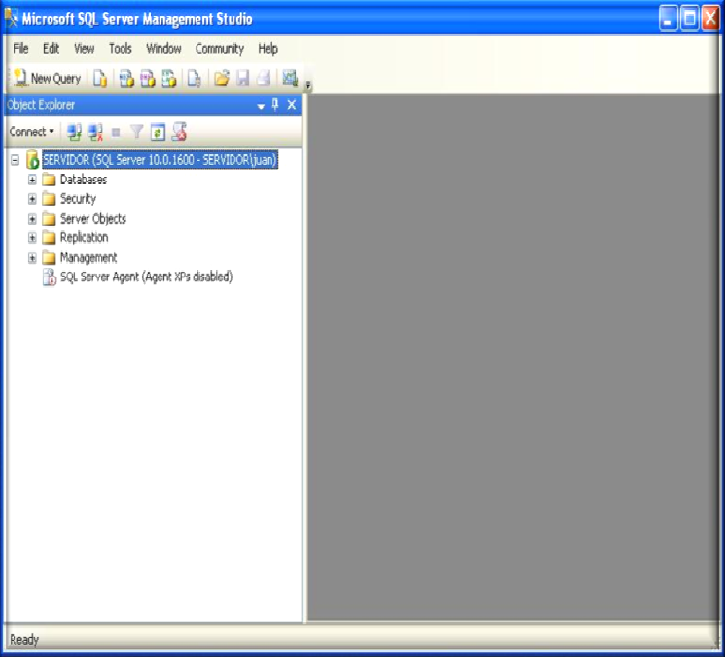 Microsoft SQL Server Management Studio
File Edit View Tools Window Community Help
New Query
Object Explorer
Connect
SERVIDOR (SQL Server 10.0.1600 - SERVIDOR\juan)
Databases
Security
Server Objects
Replication
Management
SQL Server Agent (Agent XPs disabled)
Ready